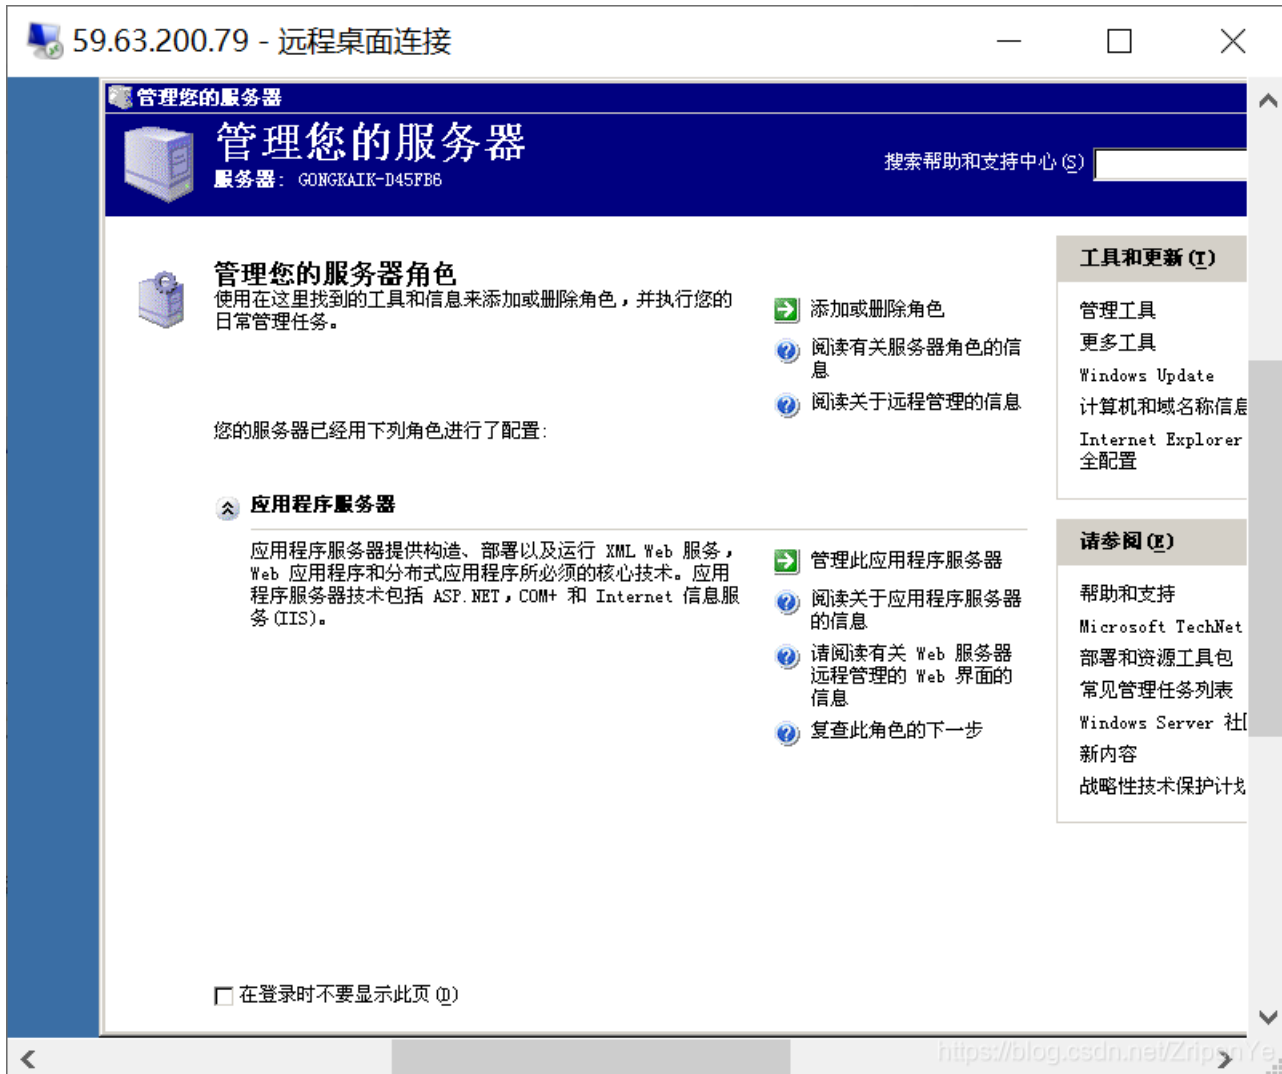 59.63.200.79 - 远程桌面连接
管理您的服务器
管理您的服务器
服务器： GONGKAIK-D45FB6
搜索帮助和支持中心(S)
管理您的服务器角色
使用在这里找到的工具和信息来添加或删除角色，并执行您的
日常管理任务。
添加或删除角色
阅读有关服务器角色的信
息
阅读关于远程管理的信息
您的服务器已经用下列角色进行了配置：
应用程序服务器
应用程序服务器提供构造、部署以及运行 XML Web 服务，
Web 应用程序和分布式应用程序所必须的核心技术。应用
程序服务器技术包括 ASP.NET，COM+ 和 Internet 信息服
务(IIS)。
管理此应用程序服务器
阅读关于应用程序服务器
的信息
请阅读有关 Web 服务器
远程管理的 Web 界面的
信息
复查此角色的下一步
工具和更新(T)
管理工具
更多工具
Windows Update
计算机和域名称信息
Internet Explorer
全配置
请参阅(E)
帮助和支持
Microsoft TechNet
部署和资源工具包
常见管理任务列表
Windows Server 社
新内容
战略性技术保护计划
在登录时不要显示此页(D)
https://blog.csdn.net/ZripenYe